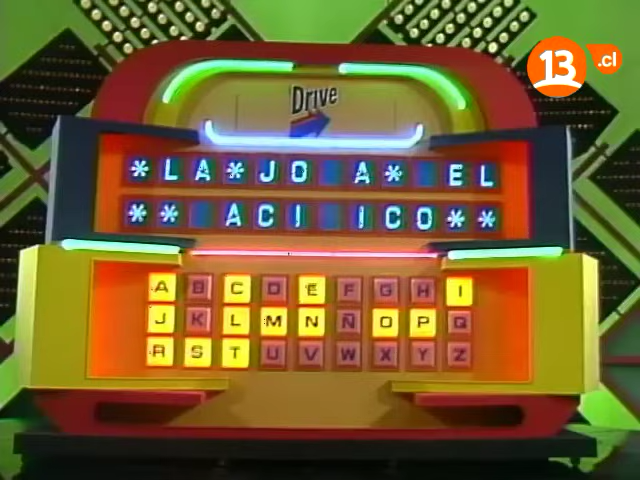 13.cl
Drive
*LA*JO A* EL
** ACI ICO**
A B C D E F G H I
J K L M N Ñ O P Q
R S T U V W X Y Z